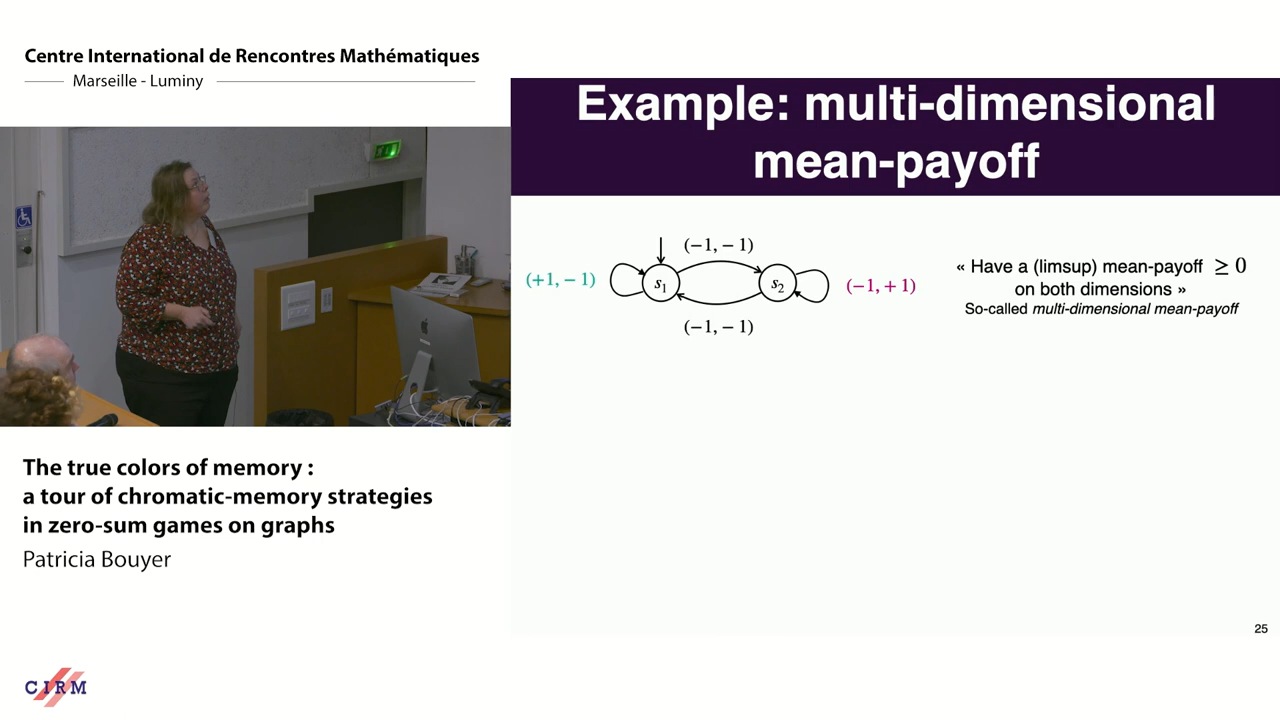 Centre International de Rencontres Mathématiques
Marseille - Luminy
Example: multi-dimensional
mean-payoff
(−1, − 1)
(+1, − 1)
s1
s2
(−1, + 1)
(−1, − 1)
« Have a (limsup) mean-payoff ≥ 0
on both dimensions »
So-called multi-dimensional mean-payoff
The true colors of memory :
a tour of chromatic-memory strategies
in zero-sum games on graphs
Patricia Bouyer
25
CIRM